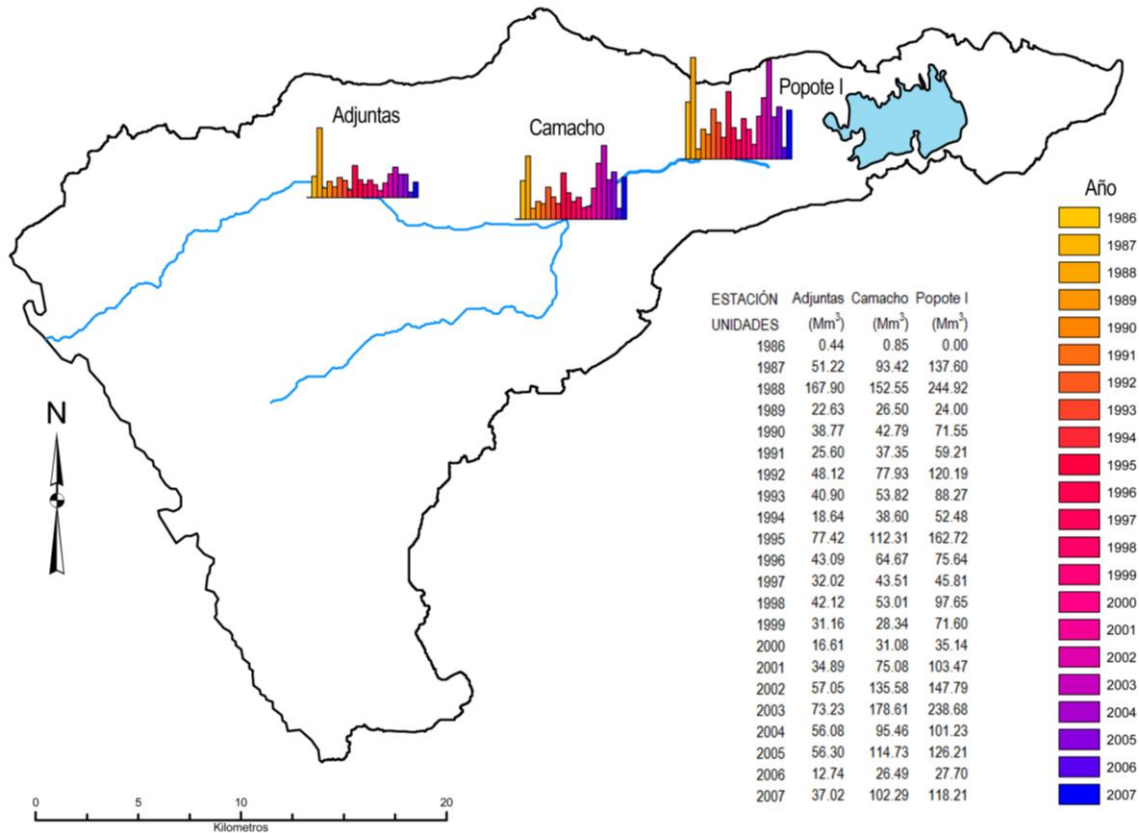 Adjuntas
Camacho
Popote I
Año
1986
1987
1988
1989
1990
1991
1992
1993
1994
1995
1996
1997
1998
1999
2000
2001
2002
2003
2004
2005
2006
2007
ESTACIÓN Adjuntas Camacho Popote I
UNIDADES (Mm³) (Mm³) (Mm³)
1986 0.44 0.85 0.00
1987 51.22 93.42 137.60
1988 167.90 152.55 244.92
1989 22.63 26.50 24.00
1990 38.77 42.79 71.55
1991 25.60 37.35 59.21
1992 48.12 77.93 120.19
1993 40.90 53.82 88.27
1994 18.64 38.60 52.48
1995 77.42 112.31 162.72
1996 43.09 64.67 75.64
1997 32.02 43.51 45.81
1998 42.12 53.01 97.65
1999 31.16 28.34 71.60
2000 16.61 31.08 35.14
2001 34.89 75.08 103.47
2002 57.05 135.58 147.79
2003 73.23 178.61 238.68
2004 56.08 95.46 101.23
2005 56.30 114.73 126.21
2006 12.74 26.49 27.70
2007 37.02 102.29 118.21
N
0 5 10 20
Kilometros